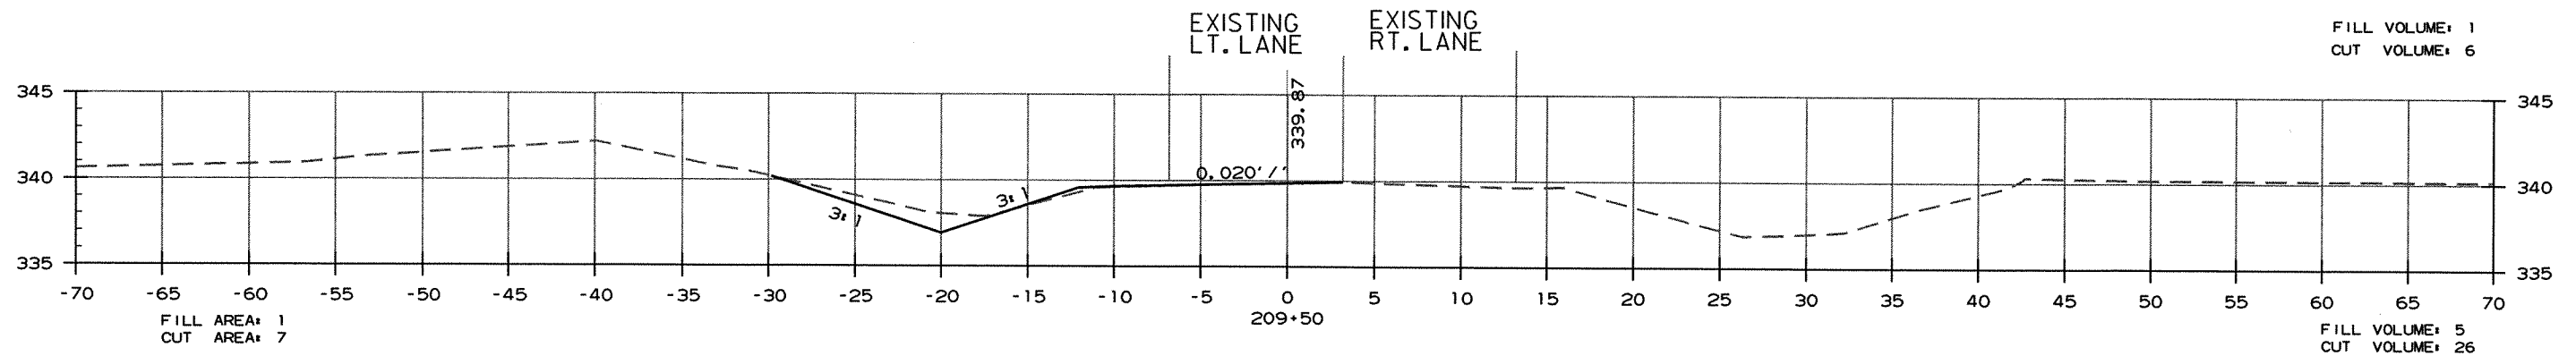 EXISTING
LT. LANE
EXISTING
RT. LANE
FILL VOLUME: 1
CUT VOLUME: 6
345
345
339.87
340
0.020'/'
340
3:1
3:1
335
335
-70 -65 -60 -55 -50 -45 -40 -35 -30 -25 -20 -15 -10 -5 0 5 10 15 20 25 30 35 40 45 50 55 60 65 70
209+50
FILL AREA: 1
CUT AREA: 7
FILL VOLUME: 5
CUT VOLUME: 26